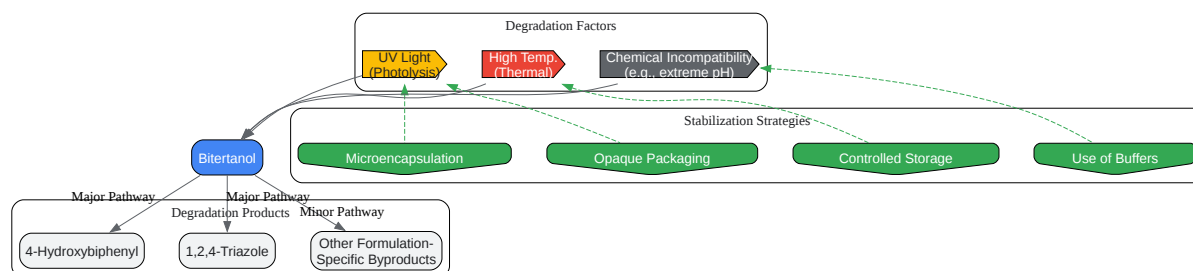 Degradation Factors
UV Light
(Photolysis)
High Temp.
(Thermal)
Chemical Incompatibility
(e.g., extreme pH)
Stabilization Strategies
Bitertanol
Microencapsulation
Opaque Packaging
Controlled Storage
Use of Buffers
Major Pathway
Major Pathway
Minor Pathway
Degradation Products
4-Hydroxybiphenyl
1,2,4-Triazole
Other Formulation-
Specific Byproducts